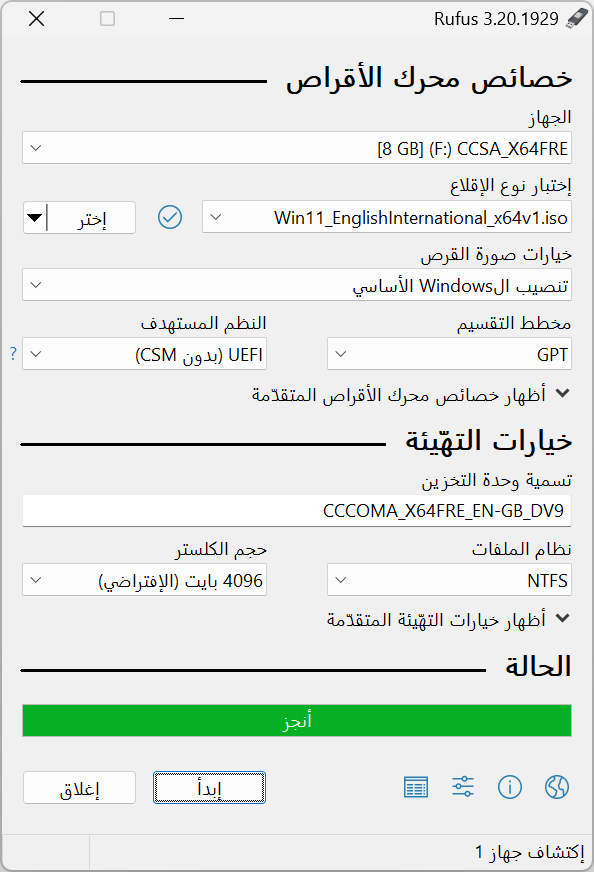 Rufus 3.20.1929
خصائص محرك الأقراص
الجهاز
CCSA_X64FRE (F:) [8 GB]
إختبار نوع الإقلاع
Win11_EnglishInternational_x64v1.iso
إختر
خيارات صورة القرص
تنصيب الWindows الأساسي
مخطط التقسيم
النظم المستهدف
GPT
UEFI (بدون CSM)
?
أظهار خصائص محرك الأقراص المتقدّمة
خيارات التهّيئة
تسمية وحدة التخزين
CCCOMA_X64FRE_EN-GB_DV9
نظام الملفات
حجم الكلستر
NTFS
4096 بايت (الإفتراضي)
أظهار خيارات التهّيئة المتقدّمة
الحالة
أنجز
إبدأ
إغلاق
إكتشاف جهاز 1